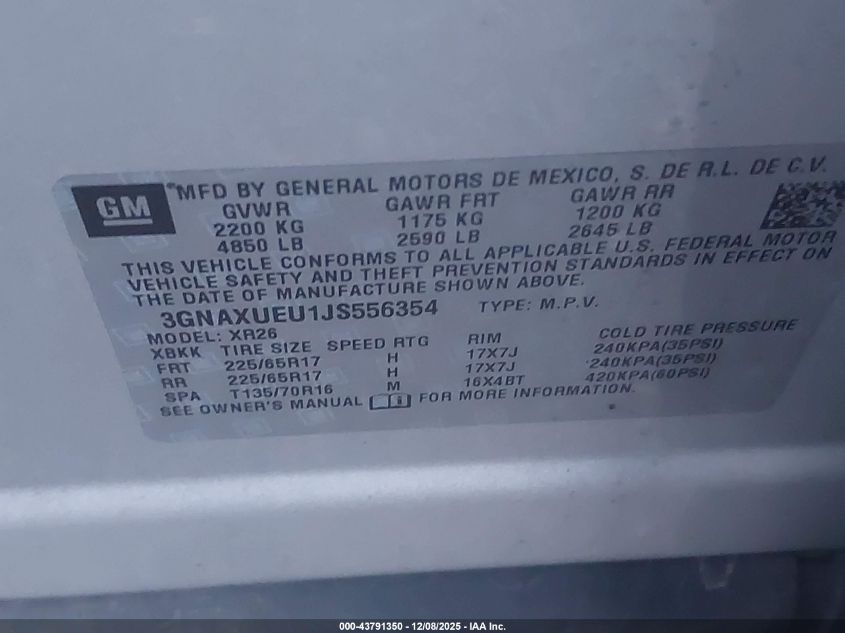 GM
*MFD BY GENERAL MOTORS DE MEXICO, S. DE R.L. DE C.V.
GVWR GAWR FRT GAWR RR
2200 KG 1175 KG 1200 KG
4850 LB 2590 LB 2645 LB
THIS VEHICLE CONFORMS TO ALL APPLICABLE U.S. FEDERAL MOTOR
VEHICLE SAFETY AND THEFT PREVENTION STANDARDS IN EFFECT ON
THE DATE OF MANUFACTURE SHOWN ABOVE.
3GNAXUEU1JS556354 TYPE: M.P.V.
MODEL: XR26
XBKK TIRE SIZE SPEED RTG RIM COLD TIRE PRESSURE
FRT 225/65R17 H 17X7J 240KPA(35PSI)
RR 225/65R17 H 17X7J 240KPA(35PSI)
SPA T135/70R16 M 16X4BT 420KPA(60PSI)
SEE OWNER'S MANUAL FOR MORE INFORMATION.
000-43791350 - 12/08/2025 - IAA Inc.